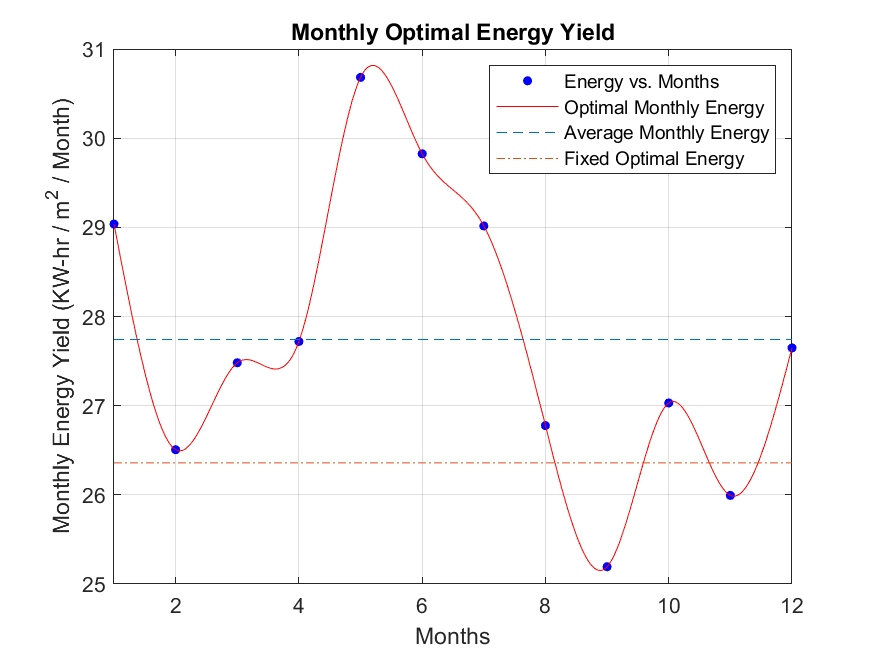 Monthly Optimal Energy Yield
31
30
29
28
27
26
25
Monthly Energy Yield (KW-hr / m² / Month)
Energy vs. Months
Optimal Monthly Energy
Average Monthly Energy
Fixed Optimal Energy
2 4 6 8 10 12
Months